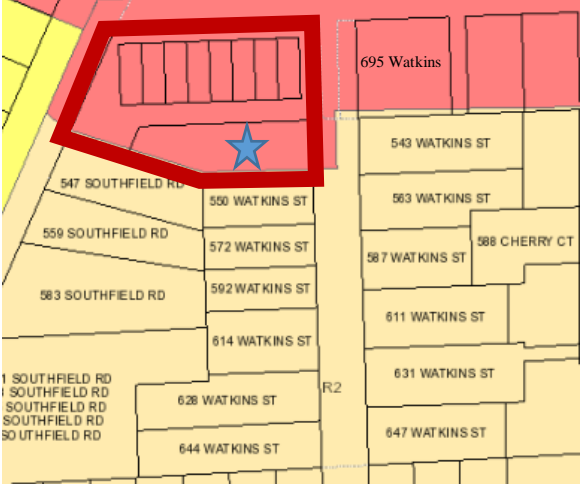 695 Watkins
543 WATKINS ST
547 SOUTHFIELD RD
550 WATKINS ST
563 WATKINS ST
559 SOUTHFIELD RD
572 WATKINS ST
587 WATKINS ST
588 CHERRY CT
583 SOUTHFIELD RD
592 WATKINS ST
611 WATKINS ST
614 WATKINS ST
631 WATKINS ST
1 SOUTHFIELD RD
SOUTHFIELD RD
SOUTHFIELD RD
SOUTHFIELD RD
SOUTHFIELD RD
R2
628 WATKINS ST
647 WATKINS ST
644 WATKINS ST